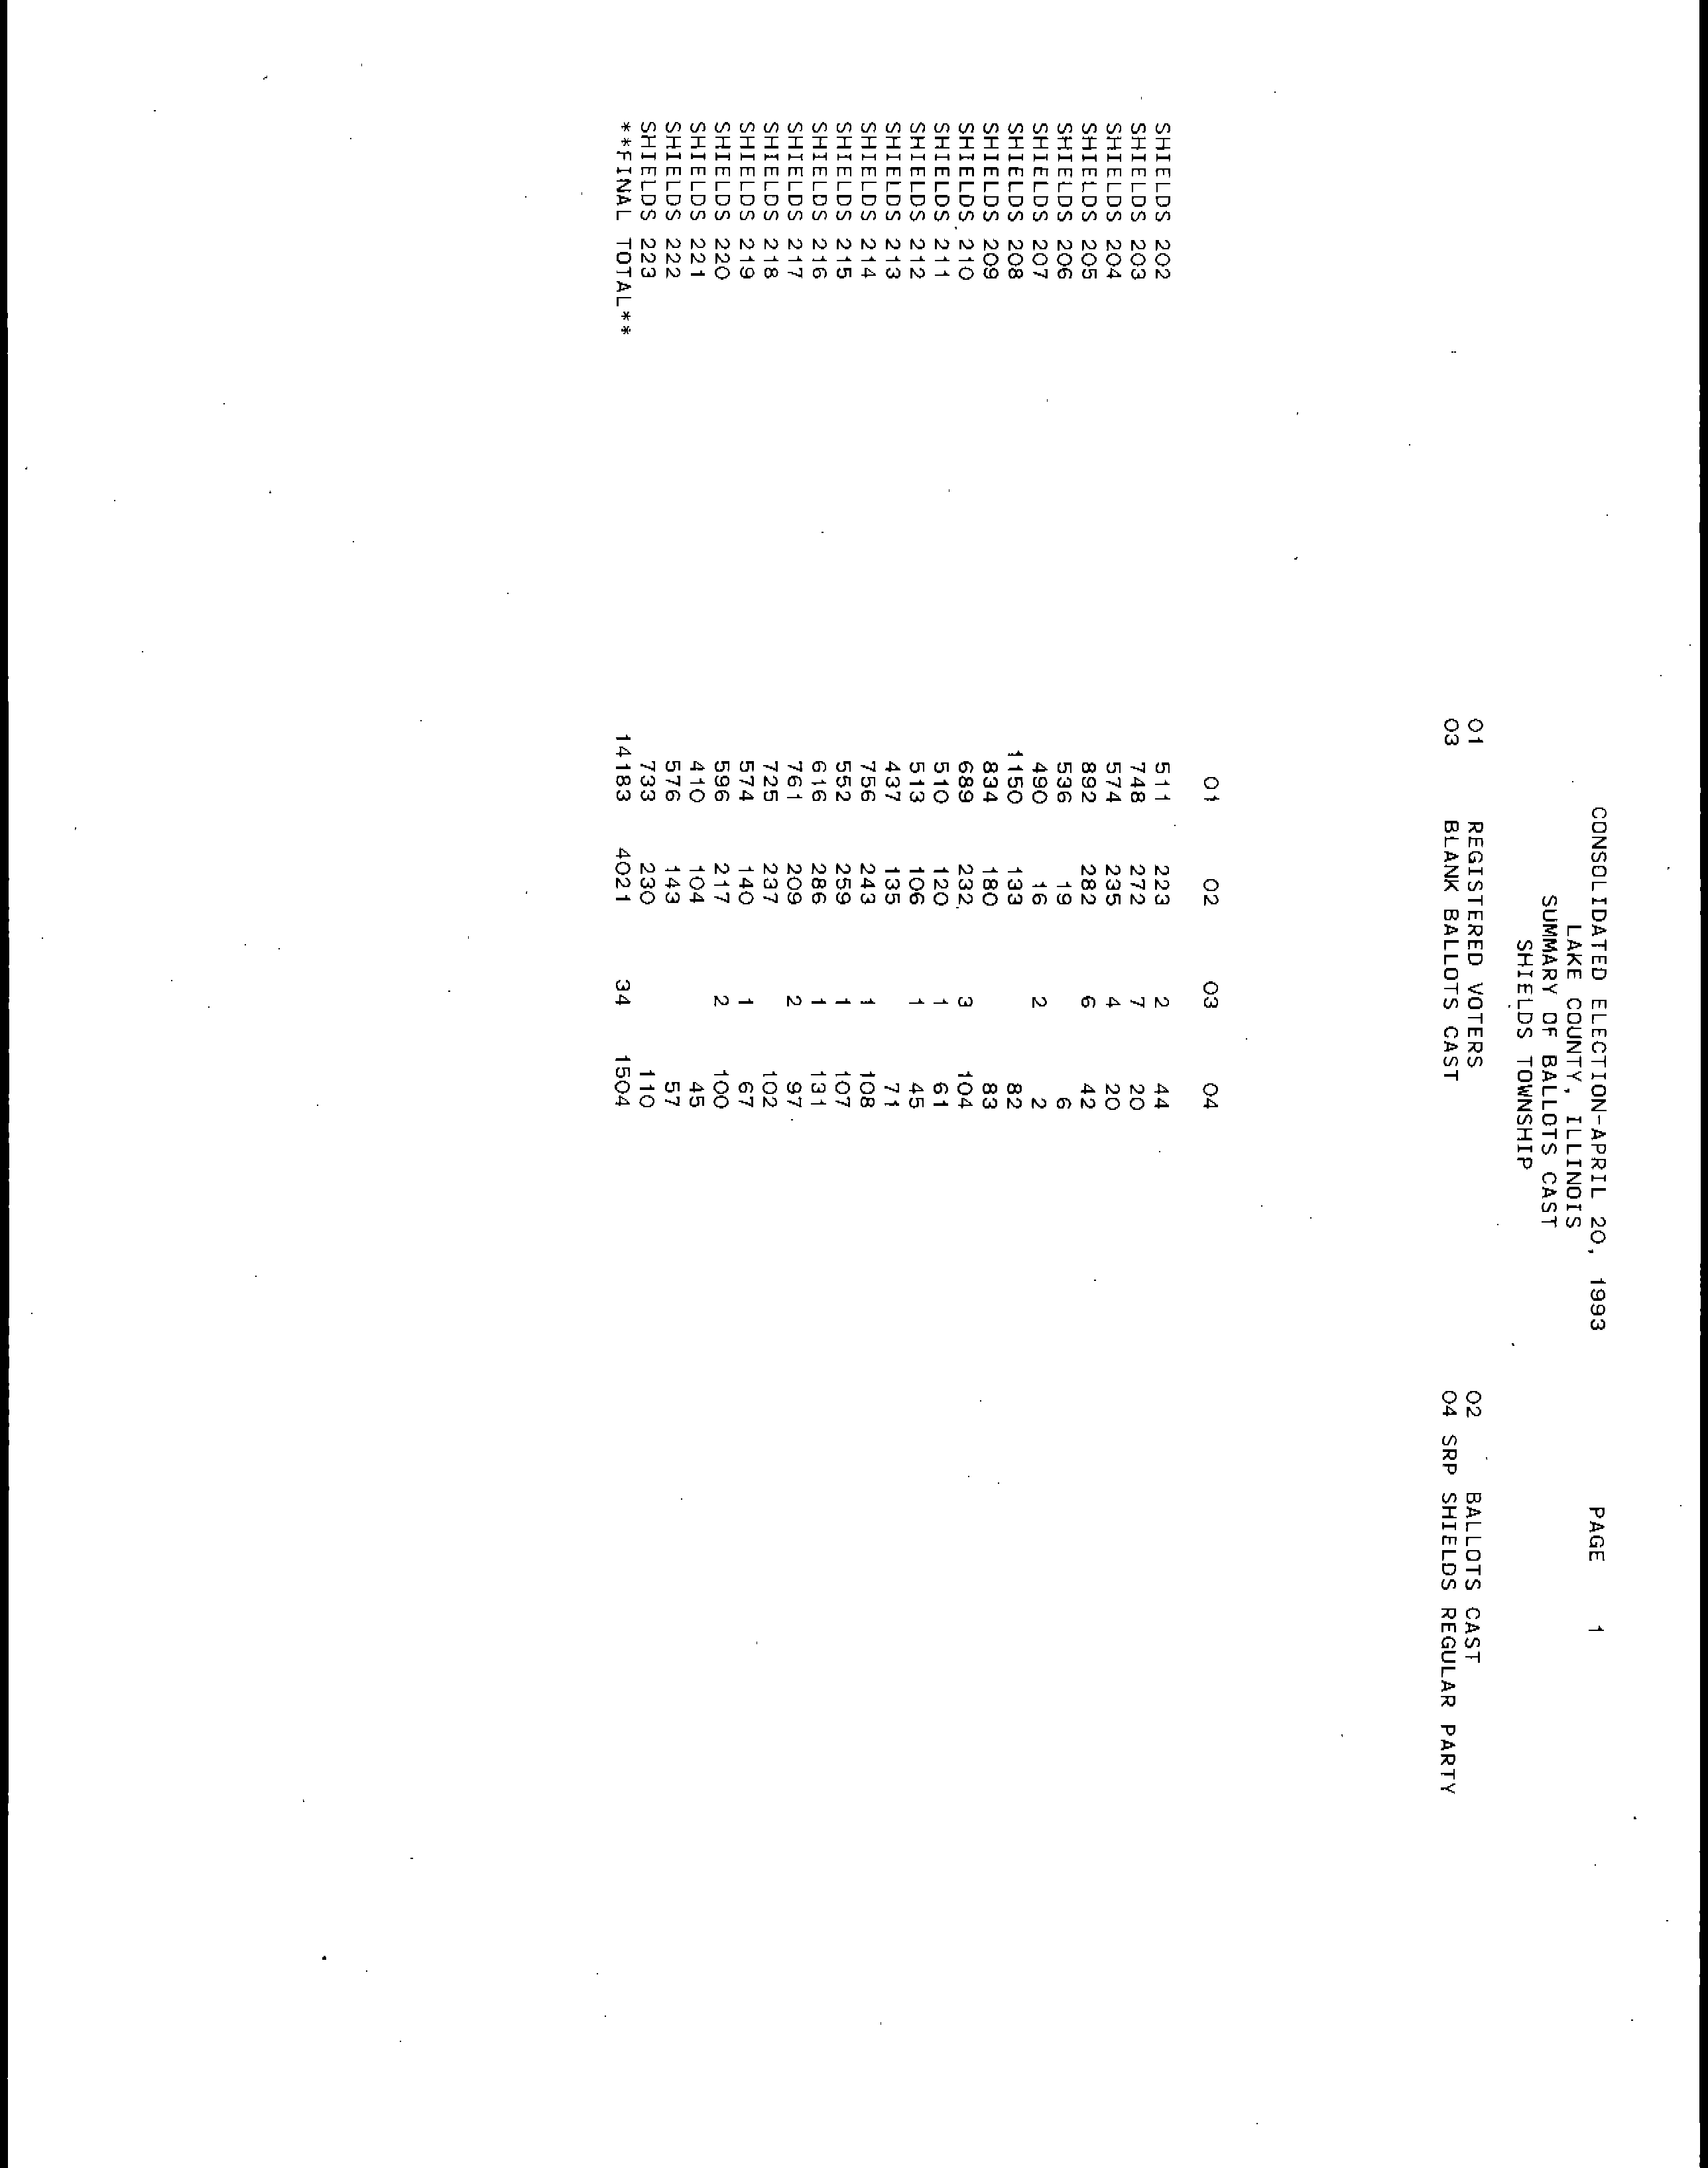 CONSOLIDATED ELECTION-APRIL 20, 1993 PAGE 1
LAKE COUNTY, ILLINOIS
SUMMARY OF BALLOTS CAST
SHIELDS TOWNSHIP
01 REGISTERED VOTERS 02 BALLOTS CAST
03 BLANK BALLOTS CAST 04 SRP SHIELDS REGULAR PARTY
01 02 03 04
SHIELDS 202 511 223 2 44
SHIELDS 203 748 272 7 20
SHIELDS 204 574 235 4 20
SHIELDS 205 892 282 6 42
SHIELDS 206 536 19 6
SHIELDS 207 490 16 2 2
SHIELDS 208 1150 133 82
SHIELDS 209 834 180 83
SHIELDS 210 689 232 3 104
SHIELDS 211 510 120 1 61
SHIELDS 212 513 106 1 45
SHIELDS 213 437 135 71
SHIELDS 214 756 243 1 108
SHIELDS 215 552 259 1 107
SHIELDS 216 616 286 1 131
SHIELDS 217 761 209 2 97
SHIELDS 218 725 237 102
SHIELDS 219 574 140 1 67
SHIELDS 220 596 217 2 100
SHIELDS 221 410 104 45
SHIELDS 222 576 143 57
SHIELDS 223 733 230 110
**FINAL TOTAL** 14183 4021 34 1504